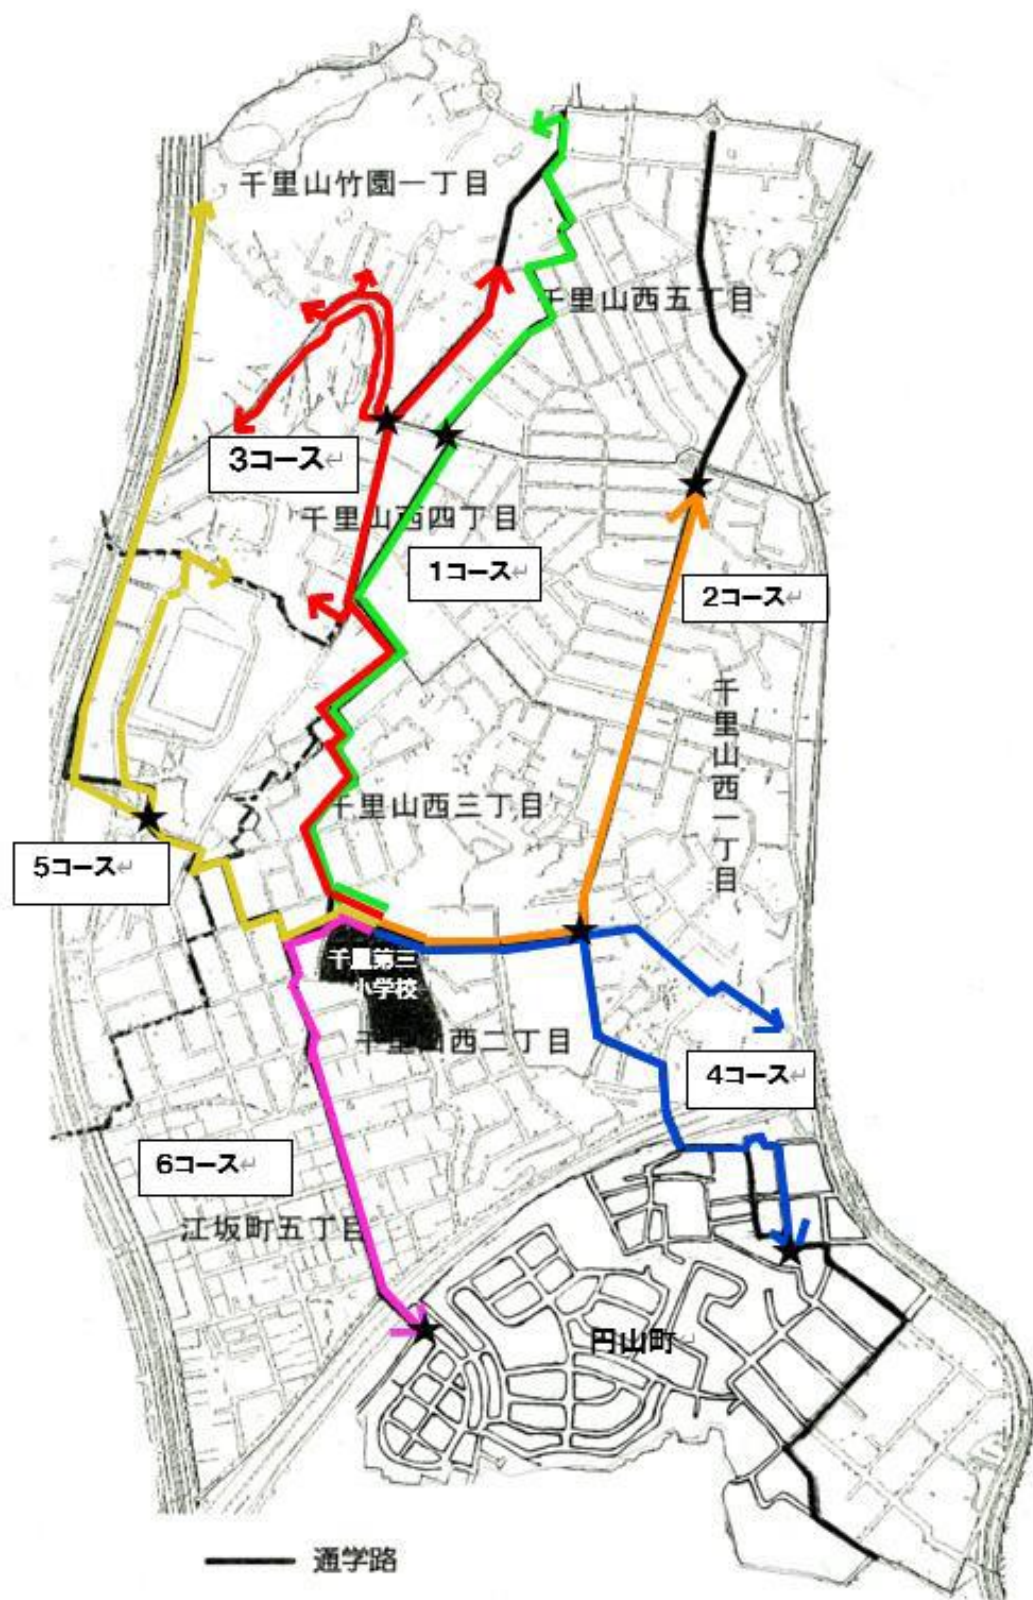 千里山竹園一丁目
千里山西五丁目
3コース↵
千里山西四丁目
1コース↵
2コース↵
千里山西一丁目
千里山西三丁目
5コース↵
千里第三
小学校
千里山西二丁目
4コース↵
6コース↵
江坂町五丁目
円山町
通学路